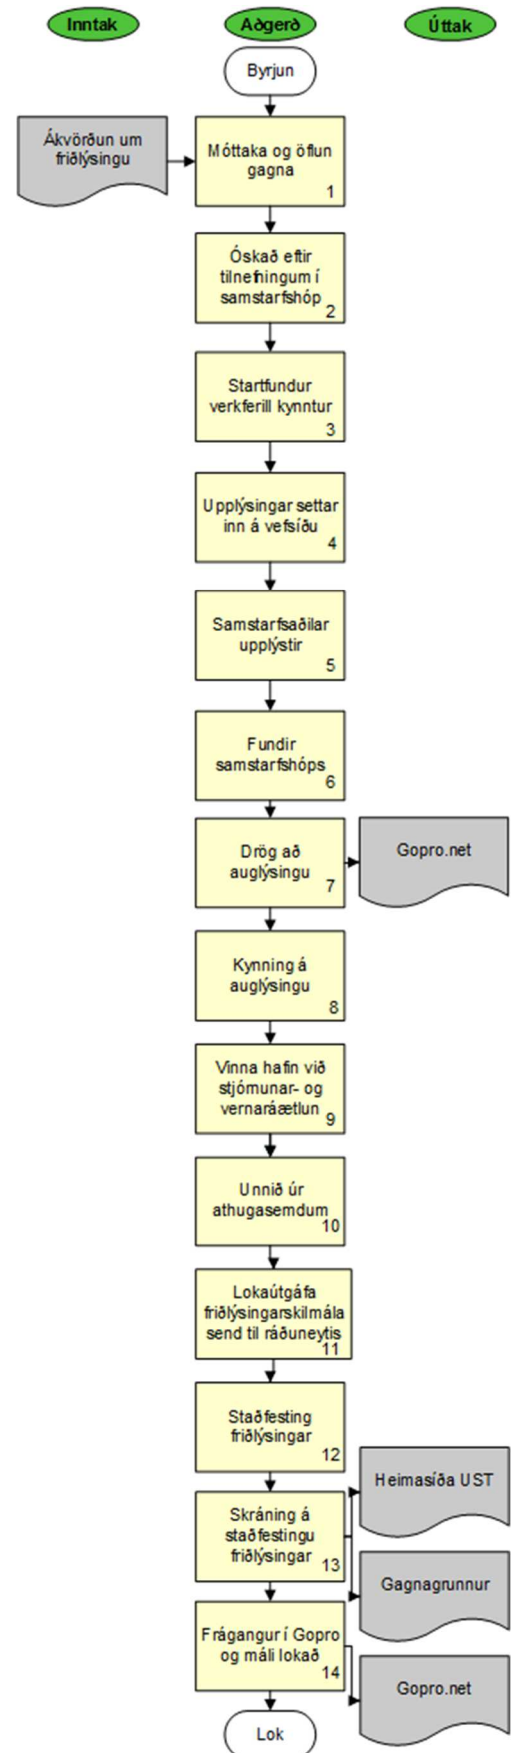 Inntak
Aðgerð
Úttak
Byrjun
Ákvörðun um
friðlýsingu
Móttaka og öflun
gagna
1
Óskað eftir
tilnefningum í
samstarfshóp
2
Startfundur
verkferill kynntur
3
Upplýsingar settar
inn á vefsíðu
4
Samstarfsaðilar
upplýstir
5
Fundir
samstarfshóps
6
Drög að
auglýsingu
7
Gopro.net
Kynning á
auglýsingu
8
Vinna hafin við
stjórnunar- og
vernaráætlun
9
Unnið úr
athugasemdum
10
Lokaútgáfa
friðlýsingarskilmála
send til ráðuneytis
11
Staðfesting
friðlýsingar
12
Heimasíða UST
Skráning á
staðfestingu
friðlýsingar
13
Gagnagrunnur
Frágangur í Gopro
og máli lokað
14
Gopro.net
Lok